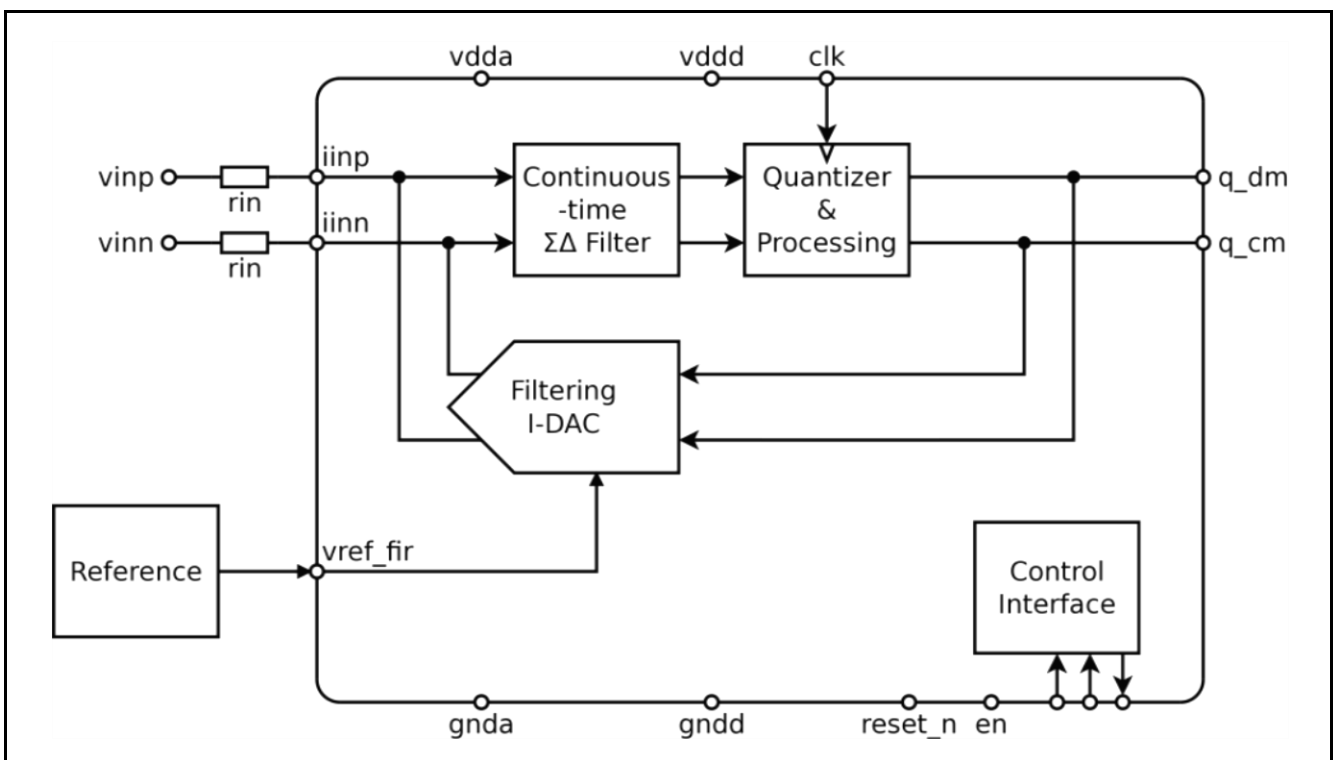 vdda
vddd
clk
vinp
rin
iinp
vinn
rin
iinn
Continuous
-time
ΣΔ Filter
Quantizer
&
Processing
q_dm
q_cm
Filtering
I-DAC
Reference
vref_fir
Control
Interface
gnda
gndd
reset_n
en